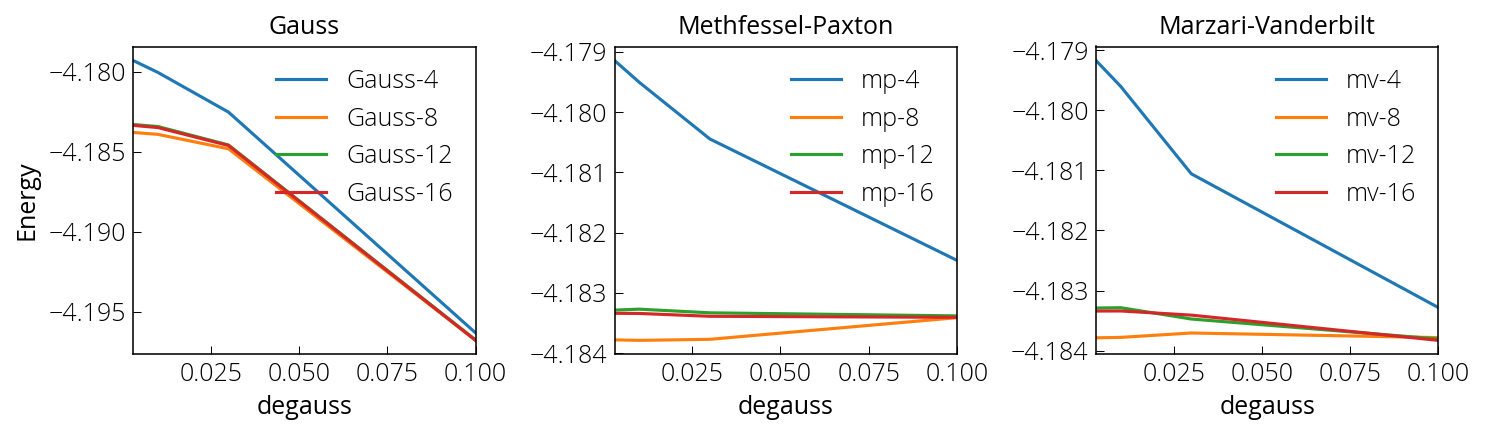 Gauss
Energy
−4.180
−4.185
−4.190
−4.195
Gauss-4
Gauss-8
Gauss-12
Gauss-16
0.025 0.050 0.075 0.100
degauss
Methfessel-Paxton
−4.179
−4.180
−4.181
−4.182
−4.183
−4.184
mp-4
mp-8
mp-12
mp-16
0.025 0.050 0.075 0.100
degauss
Marzari-Vanderbilt
−4.179
−4.180
−4.181
−4.182
−4.183
−4.184
mv-4
mv-8
mv-12
mv-16
0.025 0.050 0.075 0.100
degauss